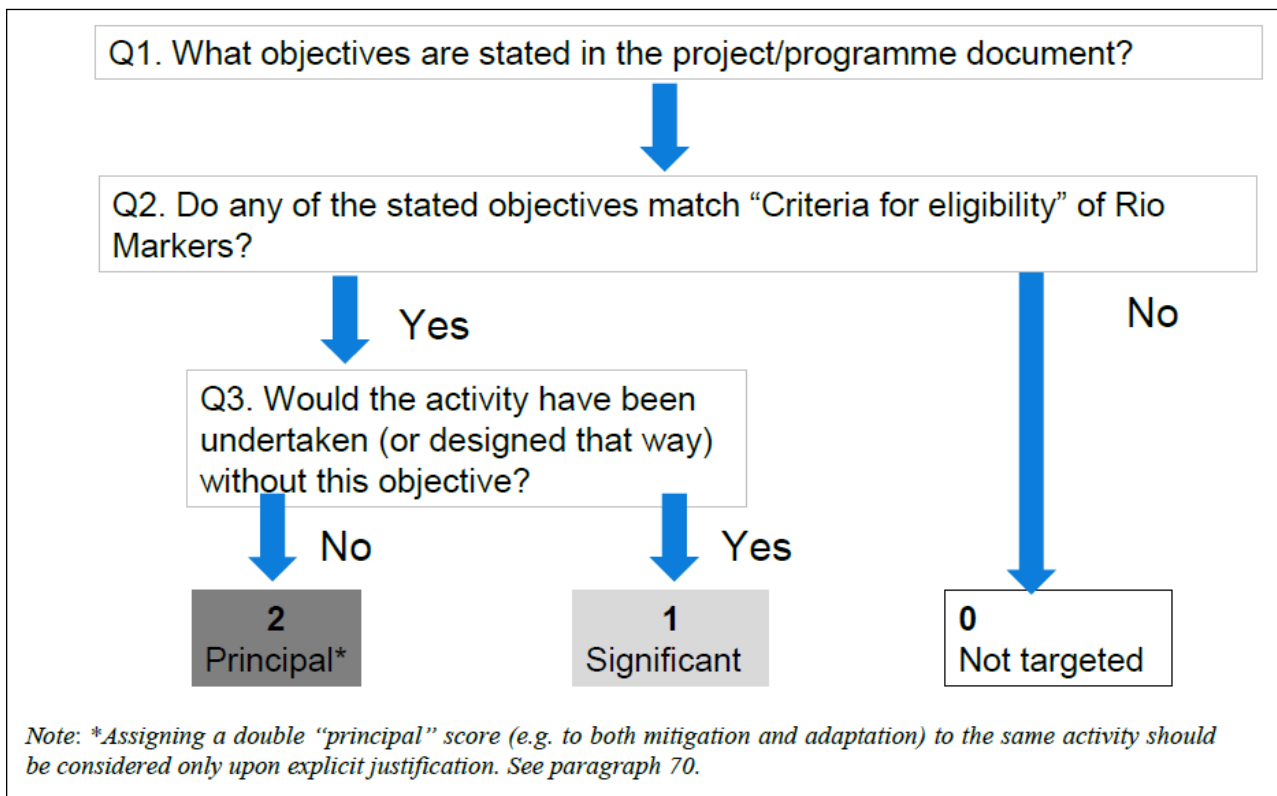 Q1. What objectives are stated in the project/programme document?
Q2. Do any of the stated objectives match “Criteria for eligibility” of Rio
Markers?
Yes
No
Q3. Would the activity have been
undertaken (or designed that way)
without this objective?
No
Yes
2
Principal*
1
Significant
0
Not targeted
Note: *Assigning a double “principal” score (e.g. to both mitigation and adaptation) to the same activity should
be considered only upon explicit justification. See paragraph 70.